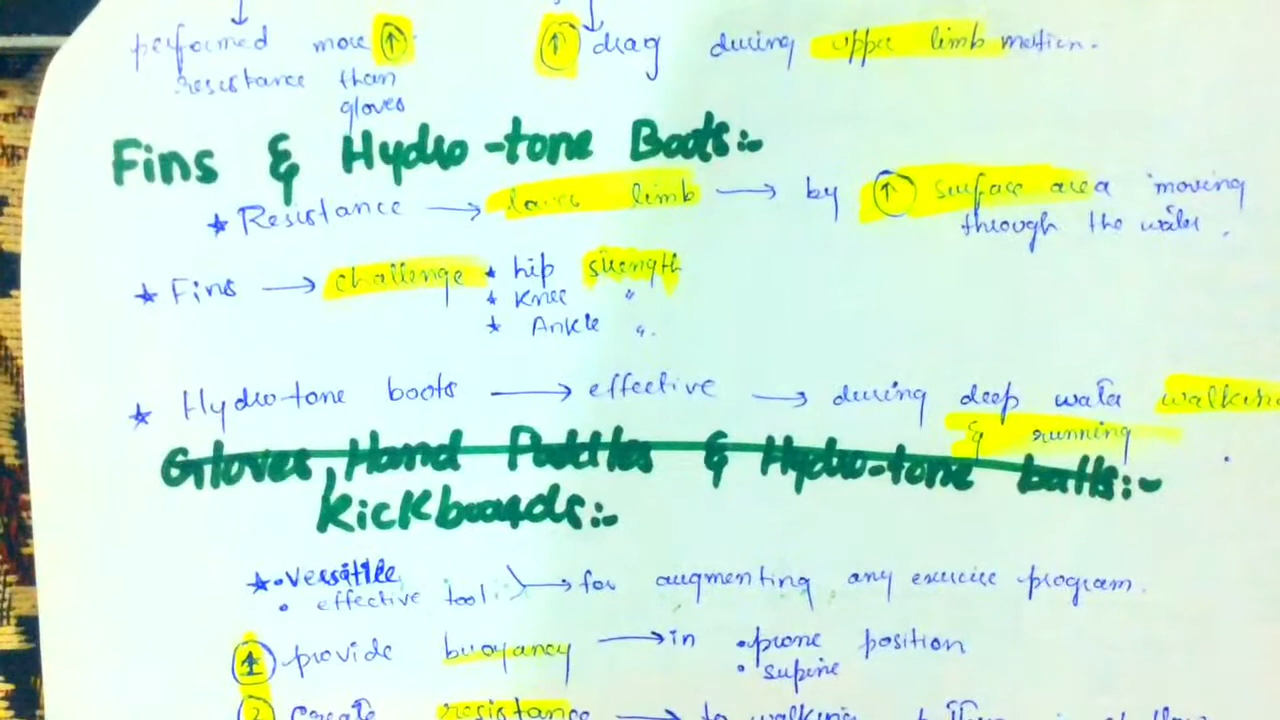 performed more ↑ ↑ drag during upper limb motion.
resistance than
gloves
Fins & Hydro-tone Boots:-
★ Resistance → lower limb → by ↑ surface area moving
through the water.
★ Fins → challenge ★ hip strength
★ Knee "
★ Ankle "
★ Hydro-tone boots → effective → during deep water walking
& running
Gloves, Hand Paddles & Hydro-tone balls:-
Kickboards:-
★ • versatile
• effective tool → for augmenting any exercise program.
1 provide buoyancy → in • prone position
• supine
2 Create resistance → to walking